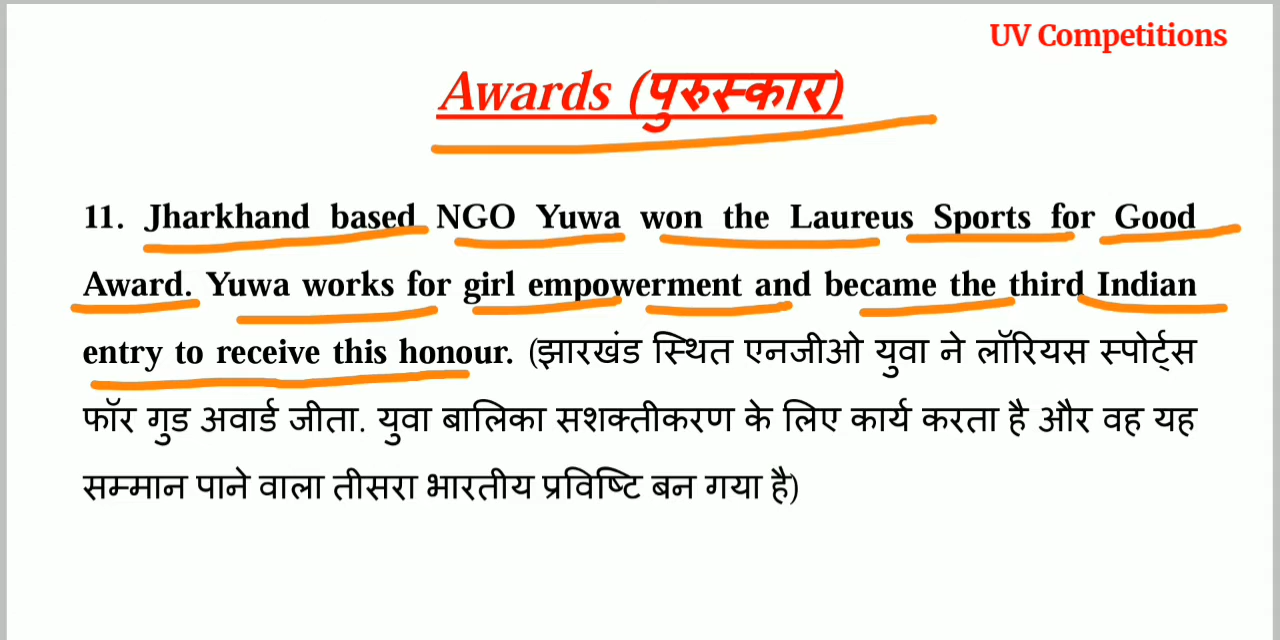 UV Competitions
Awards (पुरुस्कार)
11. Jharkhand based NGO Yuwa won the Laureus Sports for Good
Award. Yuwa works for girl empowerment and became the third Indian
entry to receive this honour. (झारखंड स्थित एनजीओ युवा ने लॉरियस स्पोर्ट्स
फॉर गुड अवार्ड जीता. युवा बालिका सशक्तीकरण के लिए कार्य करता है और वह यह
सम्मान पाने वाला तीसरा भारतीय प्रविष्टि बन गया है)